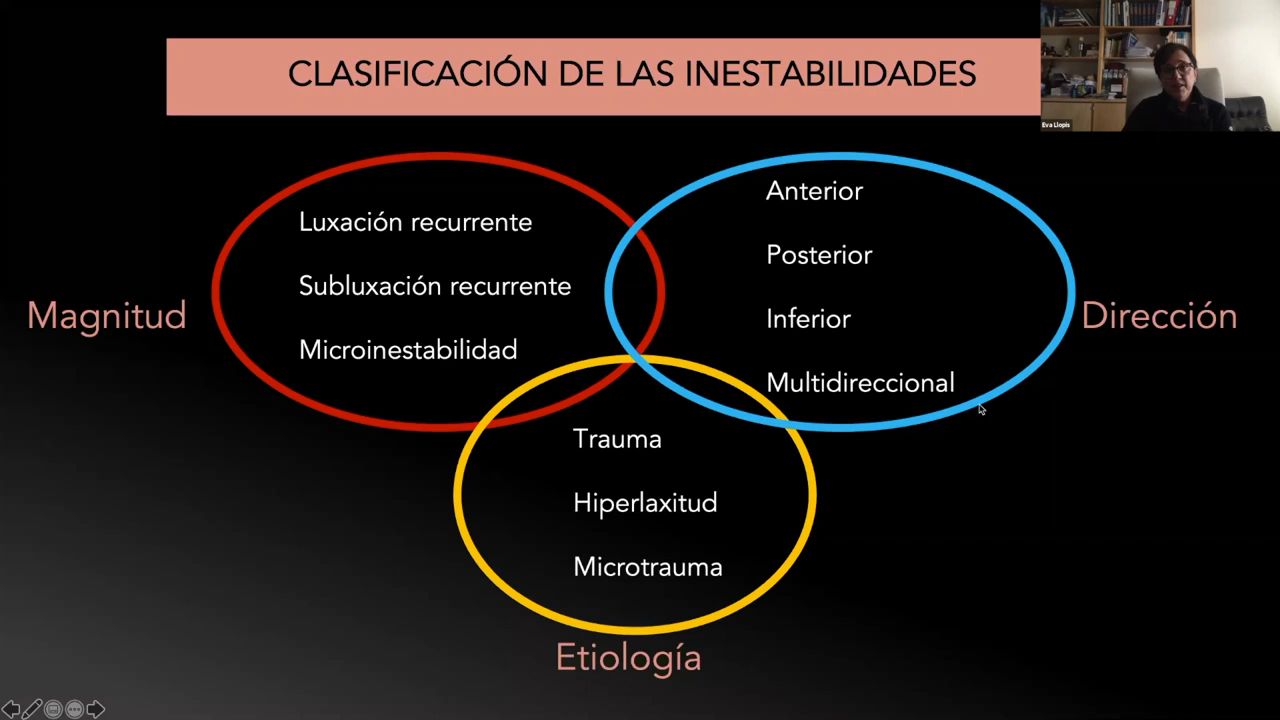 CLASIFICACIÓN DE LAS INESTABILIDADES
Eva Llopis
Luxación recurrente
Subluxación recurrente
Microinestabilidad
Magnitud
Anterior
Posterior
Inferior
Multidireccional
Dirección
Trauma
Hiperlaxitud
Microtrauma
Etiología